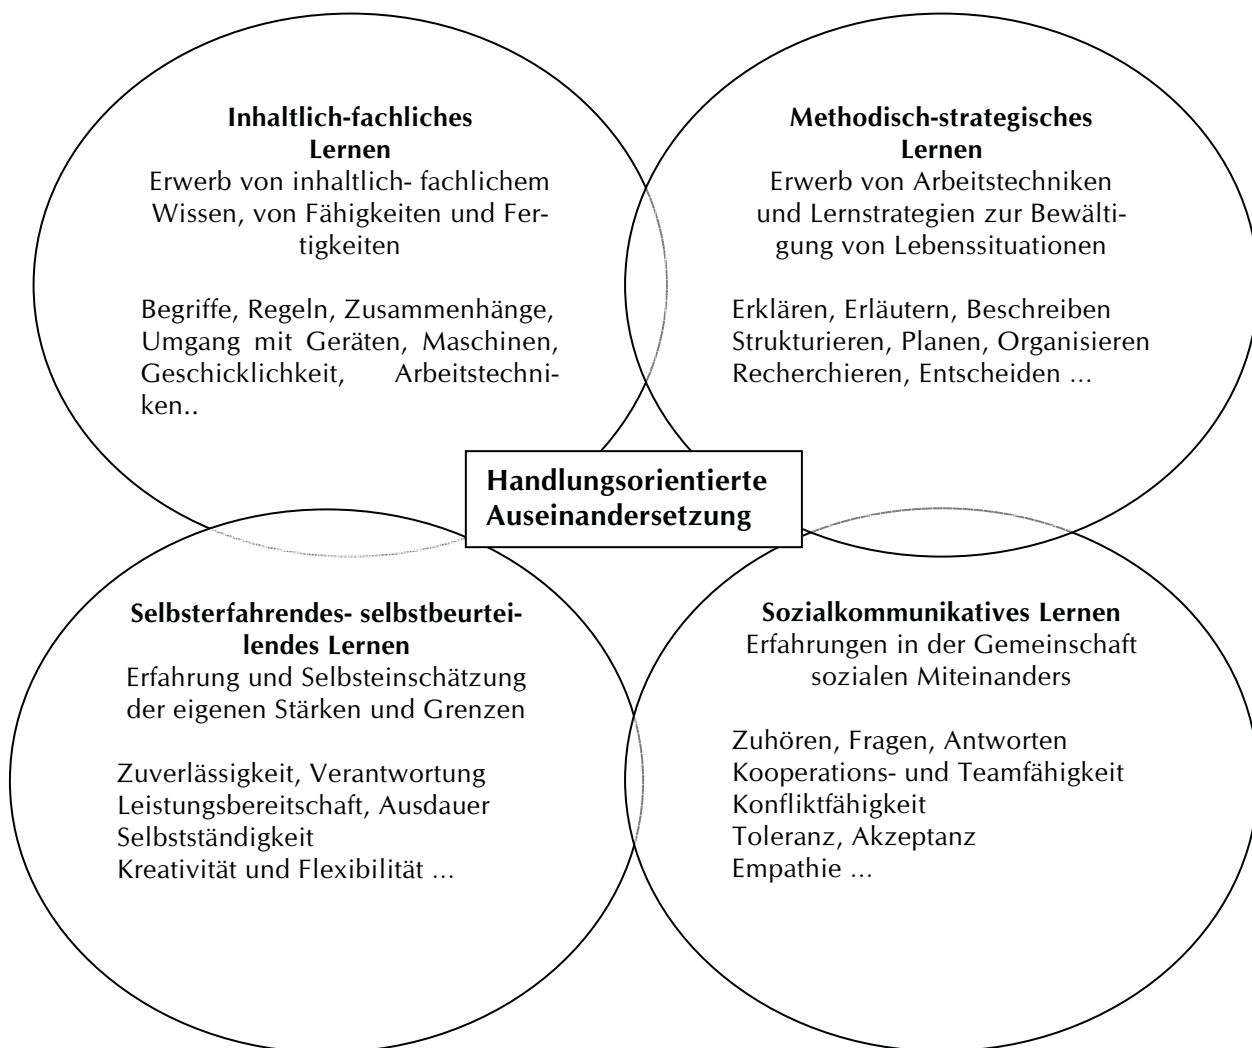 Inhaltlich-fachliches
Lernen
Erwerb von inhaltlich- fachlichem
Wissen, von Fähigkeiten und Fer-
tigkeiten
Begriffe, Regeln, Zusammenhänge,
Umgang mit Geräten, Maschinen,
Geschicklichkeit, Arbeitstechni-
ken..
Methodisch-strategisches
Lernen
Erwerb von Arbeitstechniken
und Lernstrategien zur Bewälti-
gung von Lebenssituationen
Erklären, Erläutern, Beschreiben
Strukturieren, Planen, Organisieren
Recherchieren, Entscheiden ...
Handlungsorientierte
Auseinandersetzung
Selbsterfahrendes- selbstbeurtei-
lendes Lernen
Erfahrung und Selbsteinschätzung
der eigenen Stärken und Grenzen
Zuverlässigkeit, Verantwortung
Leistungsbereitschaft, Ausdauer
Selbstständigkeit
Kreativität und Flexibilität ...
Sozialkommunikatives Lernen
Erfahrungen in der Gemeinschaft
sozialen Miteinanders
Zuhören, Fragen, Antworten
Kooperations- und Teamfähigkeit
Konfliktfähigkeit
Toleranz, Akzeptanz
Empathie ...